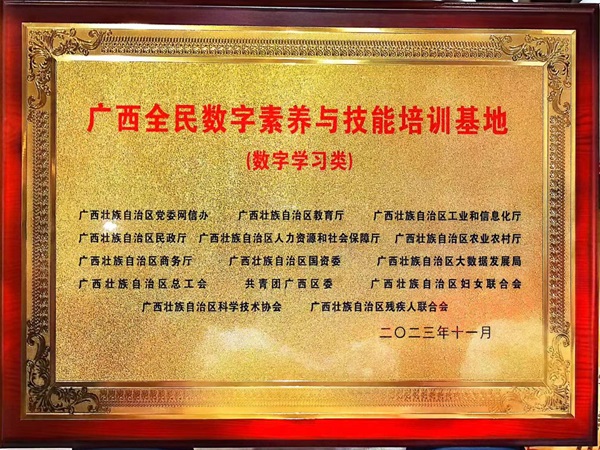 广西全民数字素养与技能培训基地
(数字学习类)
广西壮族自治区党委网信办 广西壮族自治区教育厅 广西壮族自治区工业和信息化厅
广西壮族自治区民政厅 广西壮族自治区人力资源和社会保障厅 广西壮族自治区农业农村厅
广西壮族自治区商务厅 广西壮族自治区国资委 广西壮族自治区大数据发展局
广西壮族自治区总工会 共青团广西区委 广西壮族自治区妇女联合会
广西壮族自治区科学技术协会 广西壮族自治区残疾人联合会
二〇二三年十一月